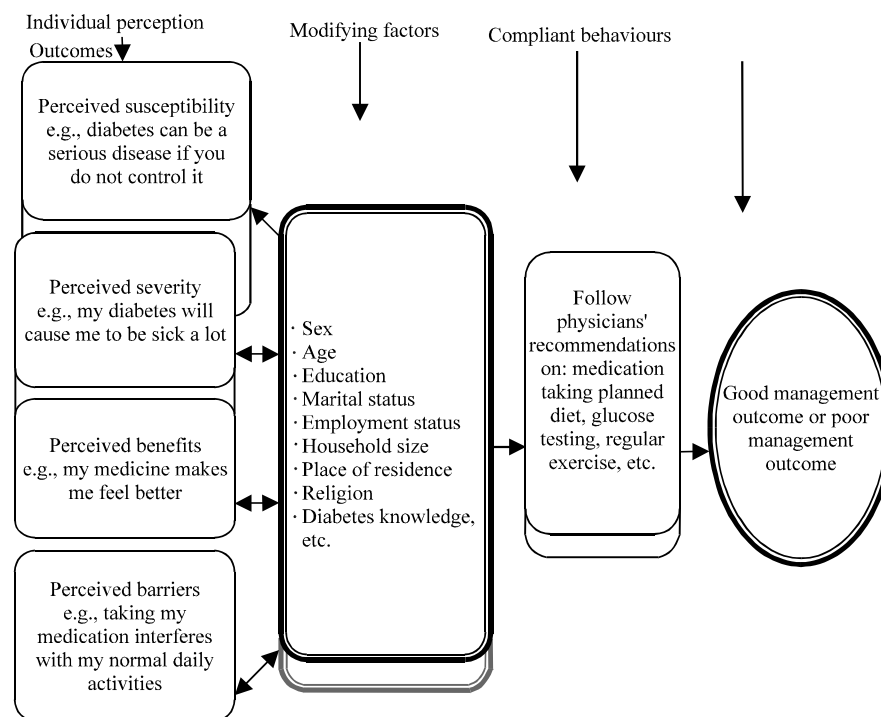 Individual perception
Outcomes
Modifying factors
Compliant behaviours
Perceived susceptibility
e.g., diabetes can be a
serious disease if you
do not control it
Perceived severity
e.g., my diabetes will
cause me to be sick a lot
Perceived benefits
e.g., my medicine makes
me feel better
Perceived barriers
e.g., taking my
medication interferes
with my normal daily
activities
· Sex
· Age
· Education
· Marital status
· Employment status
· Household size
· Place of residence
· Religion
· Diabetes knowledge,
etc.
Follow
physicians'
recommendations
on: medication
taking planned
diet, glucose
testing, regular
exercise, etc.
Good management
outcome or poor
management
outcome